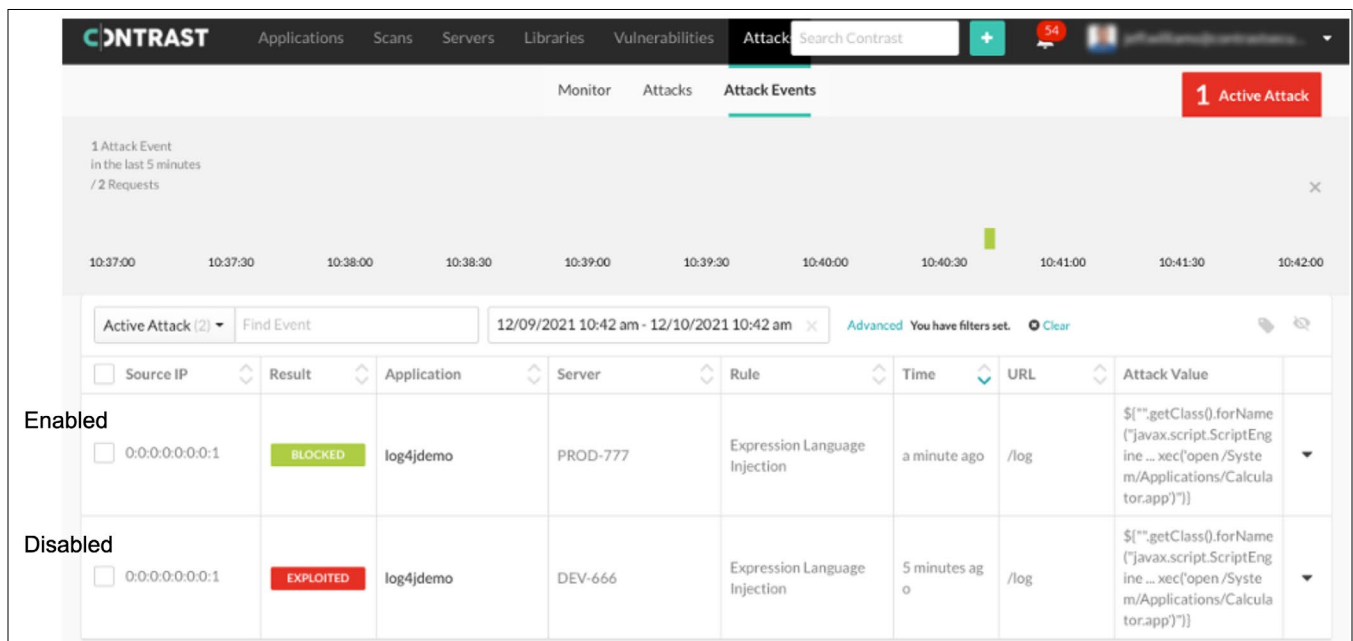 CONTRAST Applications Scans Servers Libraries Vulnerabilities Attack Search Contrast + 54
Monitor Attacks Attack Events 1 Active Attack
1 Attack Event
in the last 5 minutes
/ 2 Requests
10:37:00 10:37:30 10:38:00 10:38:30 10:39:00 10:39:30 10:40:00 10:40:30 10:41:00 10:41:30 10:42:00
Active Attack (2) Find Event 12/09/2021 10:42 am - 12/10/2021 10:42 am Advanced You have filters set. Clear
Source IP Result Application Server Rule Time URL Attack Value
Enabled
0:0:0:0:0:0:0:1 BLOCKED log4jdemo PROD-777
Expression Language
Injection
a minute ago /log
${"".getClass().forName
("javax.script.ScriptEng
ine ... xec('open /Syste
m/Applications/Calcula
tor.app')")}
Disabled
0:0:0:0:0:0:0:1 EXPLOITED log4jdemo DEV-666
Expression Language
Injection
5 minutes ag
o
/log
${"".getClass().forName
("javax.script.ScriptEng
ine ... xec('open /Syste
m/Applications/Calcula
tor.app')")}